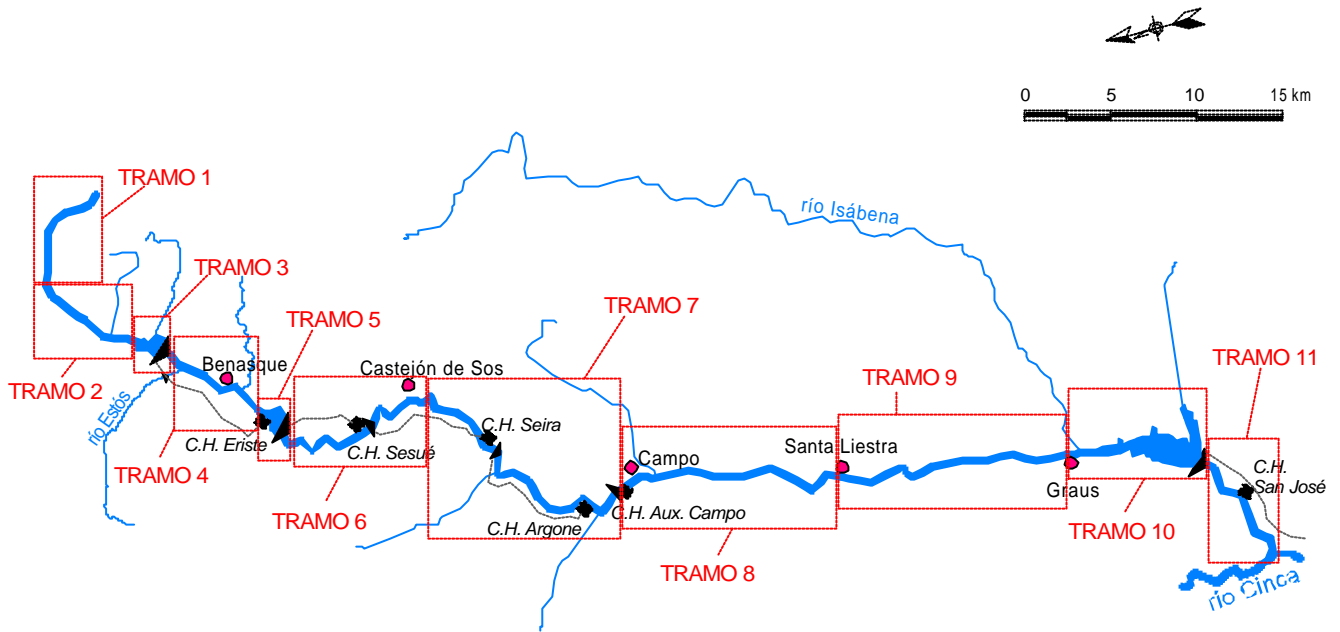 0 5 10 15 km
TRAMO 1
río Isábena
TRAMO 3
TRAMO 7
TRAMO 5
TRAMO 9
TRAMO 11
Benasque
Castejón de Sos
TRAMO 2
río Estós
C.H. Eriste
C.H. Sesué
C.H. Seira
Campo
Santa Liestra
Graus
C.H.
San José
TRAMO 4
TRAMO 6
C.H. Argone
C.H. Aux. Campo
TRAMO 10
TRAMO 8
río Cinca